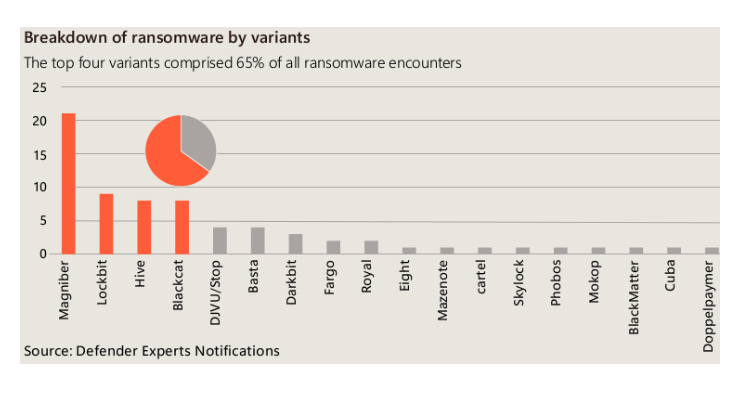 Breakdown of ransomware by variants
The top four variants comprised 65% of all ransomware encounters
25
20
15
10
5
0
Magniber
Lockbit
Hive
Blackcat
DJVU/Stop
Basta
Darkbit
Fargo
Royal
Eight
Mazenote
cartel
Skylock
Phobos
Mokop
BlackMatter
Cuba
Doppelpaymer
Source: Defender Experts Notifications